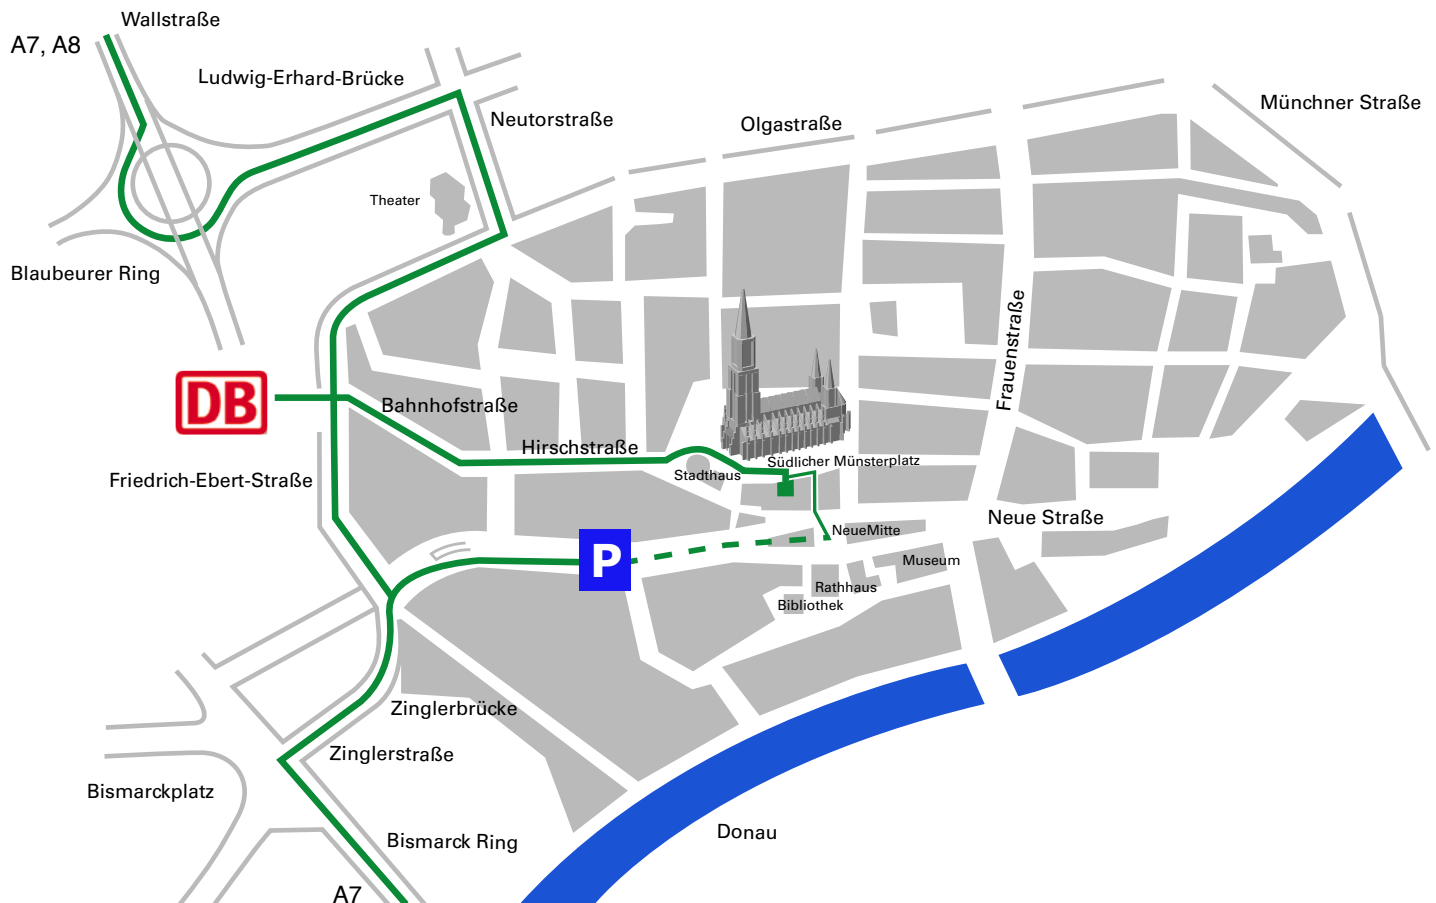 Wallstraße
A7, A8
Ludwig-Erhard-Brücke
Neutorstraße
Olgastraße
Münchner Straße
Theater
Blaubeurer Ring
Frauenstraße
DB
Bahnhofstraße
Hirschstraße
Südlicher Münsterplatz
Stadthaus
Friedrich-Ebert-Straße
Neue Straße
NeueMitte
P
Museum
Rathhaus
Bibliothek
Zinglerbrücke
Zinglerstraße
Bismarckplatz
Donau
Bismarck Ring
A7